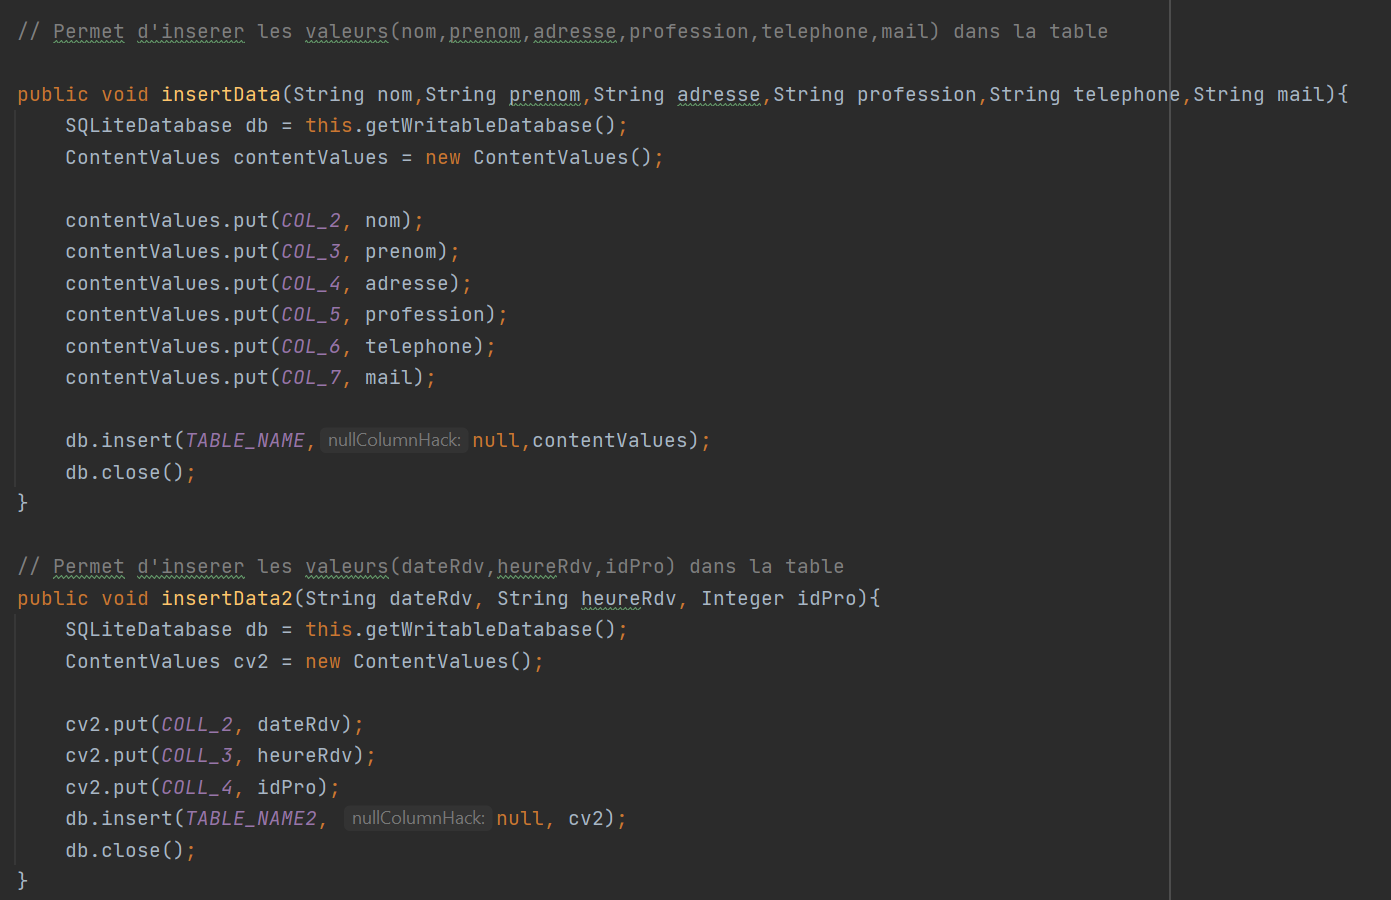 // Permet d'inserer les valeurs(nom,prenom,adresse,profession,telephone,mail) dans la table
public void insertData(String nom,String prenom,String adresse,String profession,String telephone,String mail){
SQLiteDatabase db = this.getWritableDatabase();
ContentValues contentValues = new ContentValues();
contentValues.put(COL_2, nom);
contentValues.put(COL_3, prenom);
contentValues.put(COL_4, adresse);
contentValues.put(COL_5, profession);
contentValues.put(COL_6, telephone);
contentValues.put(COL_7, mail);
db.insert(TABLE_NAME, nullColumnHack: null,contentValues);
db.close();
}
// Permet d'inserer les valeurs(dateRdv,heureRdv,idPro) dans la table
public void insertData2(String dateRdv, String heureRdv, Integer idPro){
SQLiteDatabase db = this.getWritableDatabase();
ContentValues cv2 = new ContentValues();
cv2.put(COLL_2, dateRdv);
cv2.put(COLL_3, heureRdv);
cv2.put(COLL_4, idPro);
db.insert(TABLE_NAME2, nullColumnHack: null, cv2);
db.close();
}